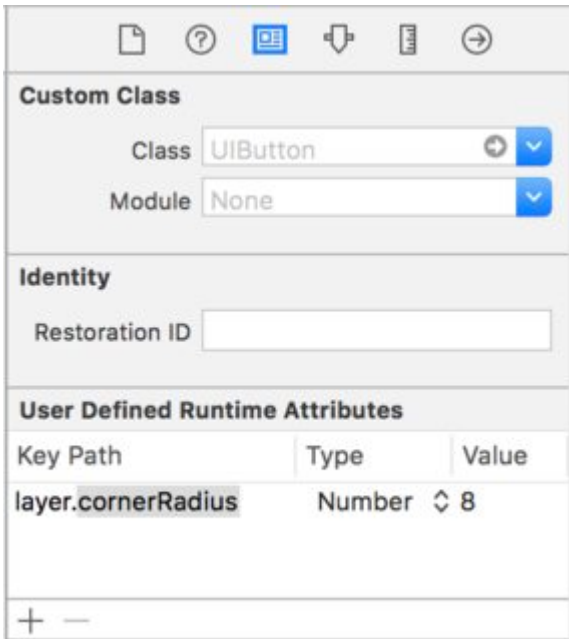 Custom Class
Class UIButton
Module None
Identity
Restoration ID
User Defined Runtime Attributes
Key Path Type Value
layer.cornerRadius Number 8